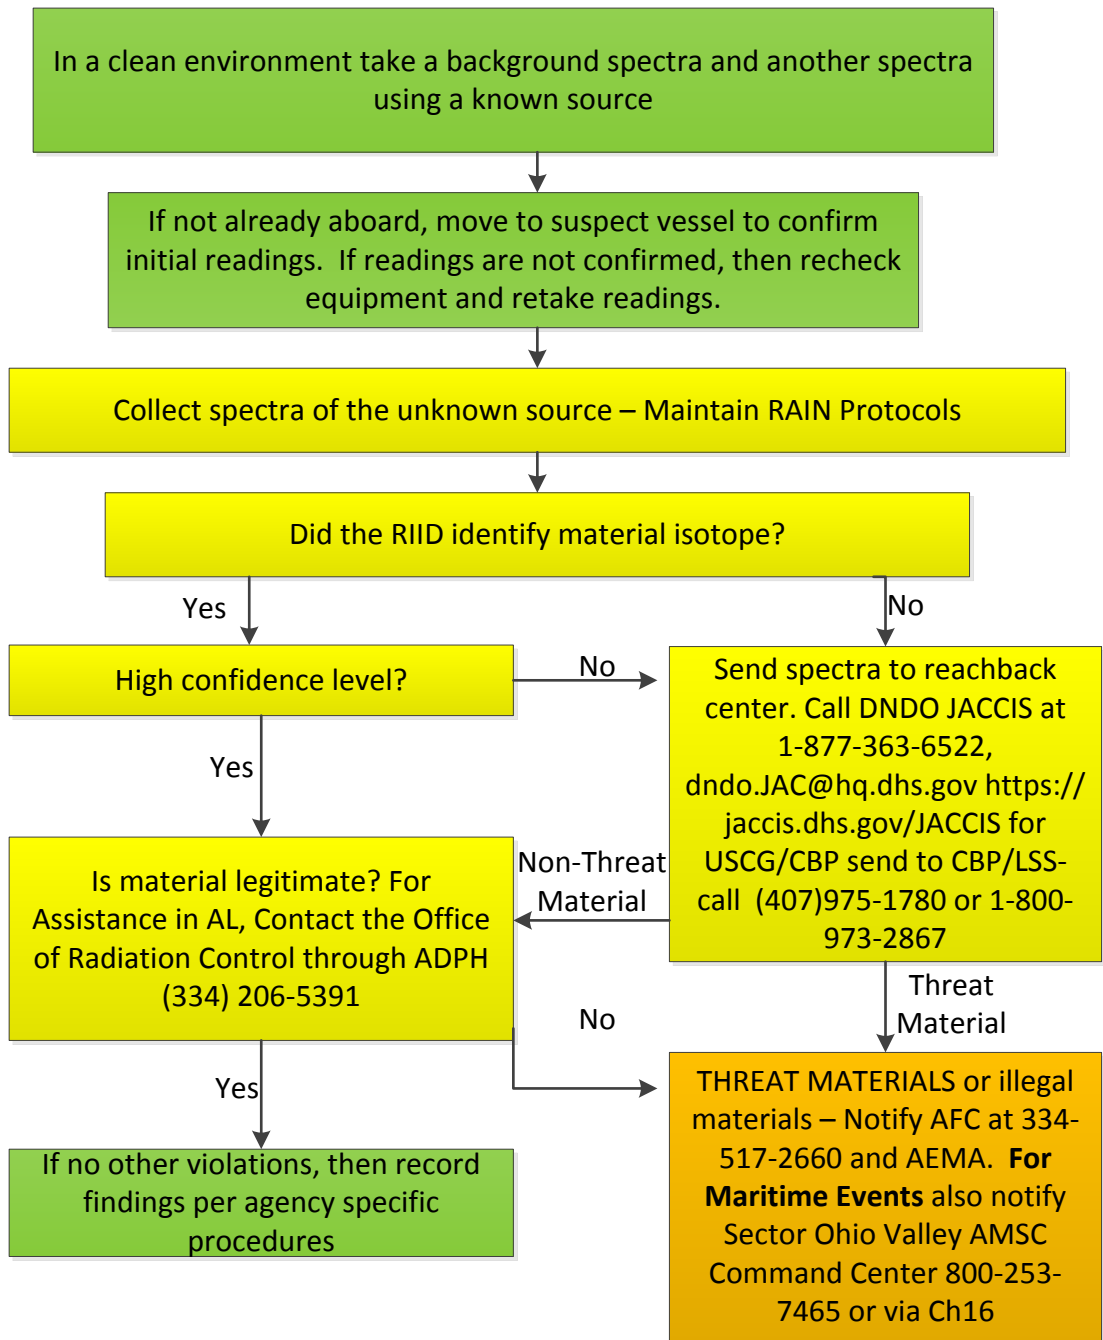 In a clean environment take a background spectra and another spectra
using a known source
If not already aboard, move to suspect vessel to confirm
initial readings.  If readings are not confirmed, then recheck
equipment and retake readings.
Collect spectra of the unknown source – Maintain RAIN Protocols
Did the RIID identify material isotope?
Yes
No
High confidence level?
No
Send spectra to reachback
center. Call DNDO JACCIS at
1-877-363-6522,
dndo.JAC@hq.dhs.gov https://
jaccis.dhs.gov/JACCIS for
USCG/CBP send to CBP/LSS-
call  (407)975-1780 or 1-800-
973-2867
Yes
Non-Threat
Material
Is material legitimate? For
Assistance in AL, Contact the Office
of Radiation Control through ADPH
(334) 206-5391
Threat
Material
No
Yes
THREAT MATERIALS or illegal
materials – Notify AFC at 334-
517-2660 and AEMA.  For
Maritime Events also notify
Sector Ohio Valley AMSC
Command Center 800-253-
7465 or via Ch16
If no other violations, then record
findings per agency specific
procedures